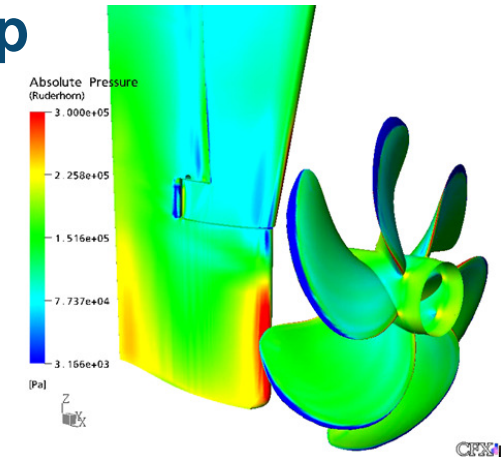 p
Absolute Pressure
(Ruderhorn)
3.000e+05
2.258e+05
1.516e+05
7.737e+04
3.166e+03
[Pa]
Z
CFX